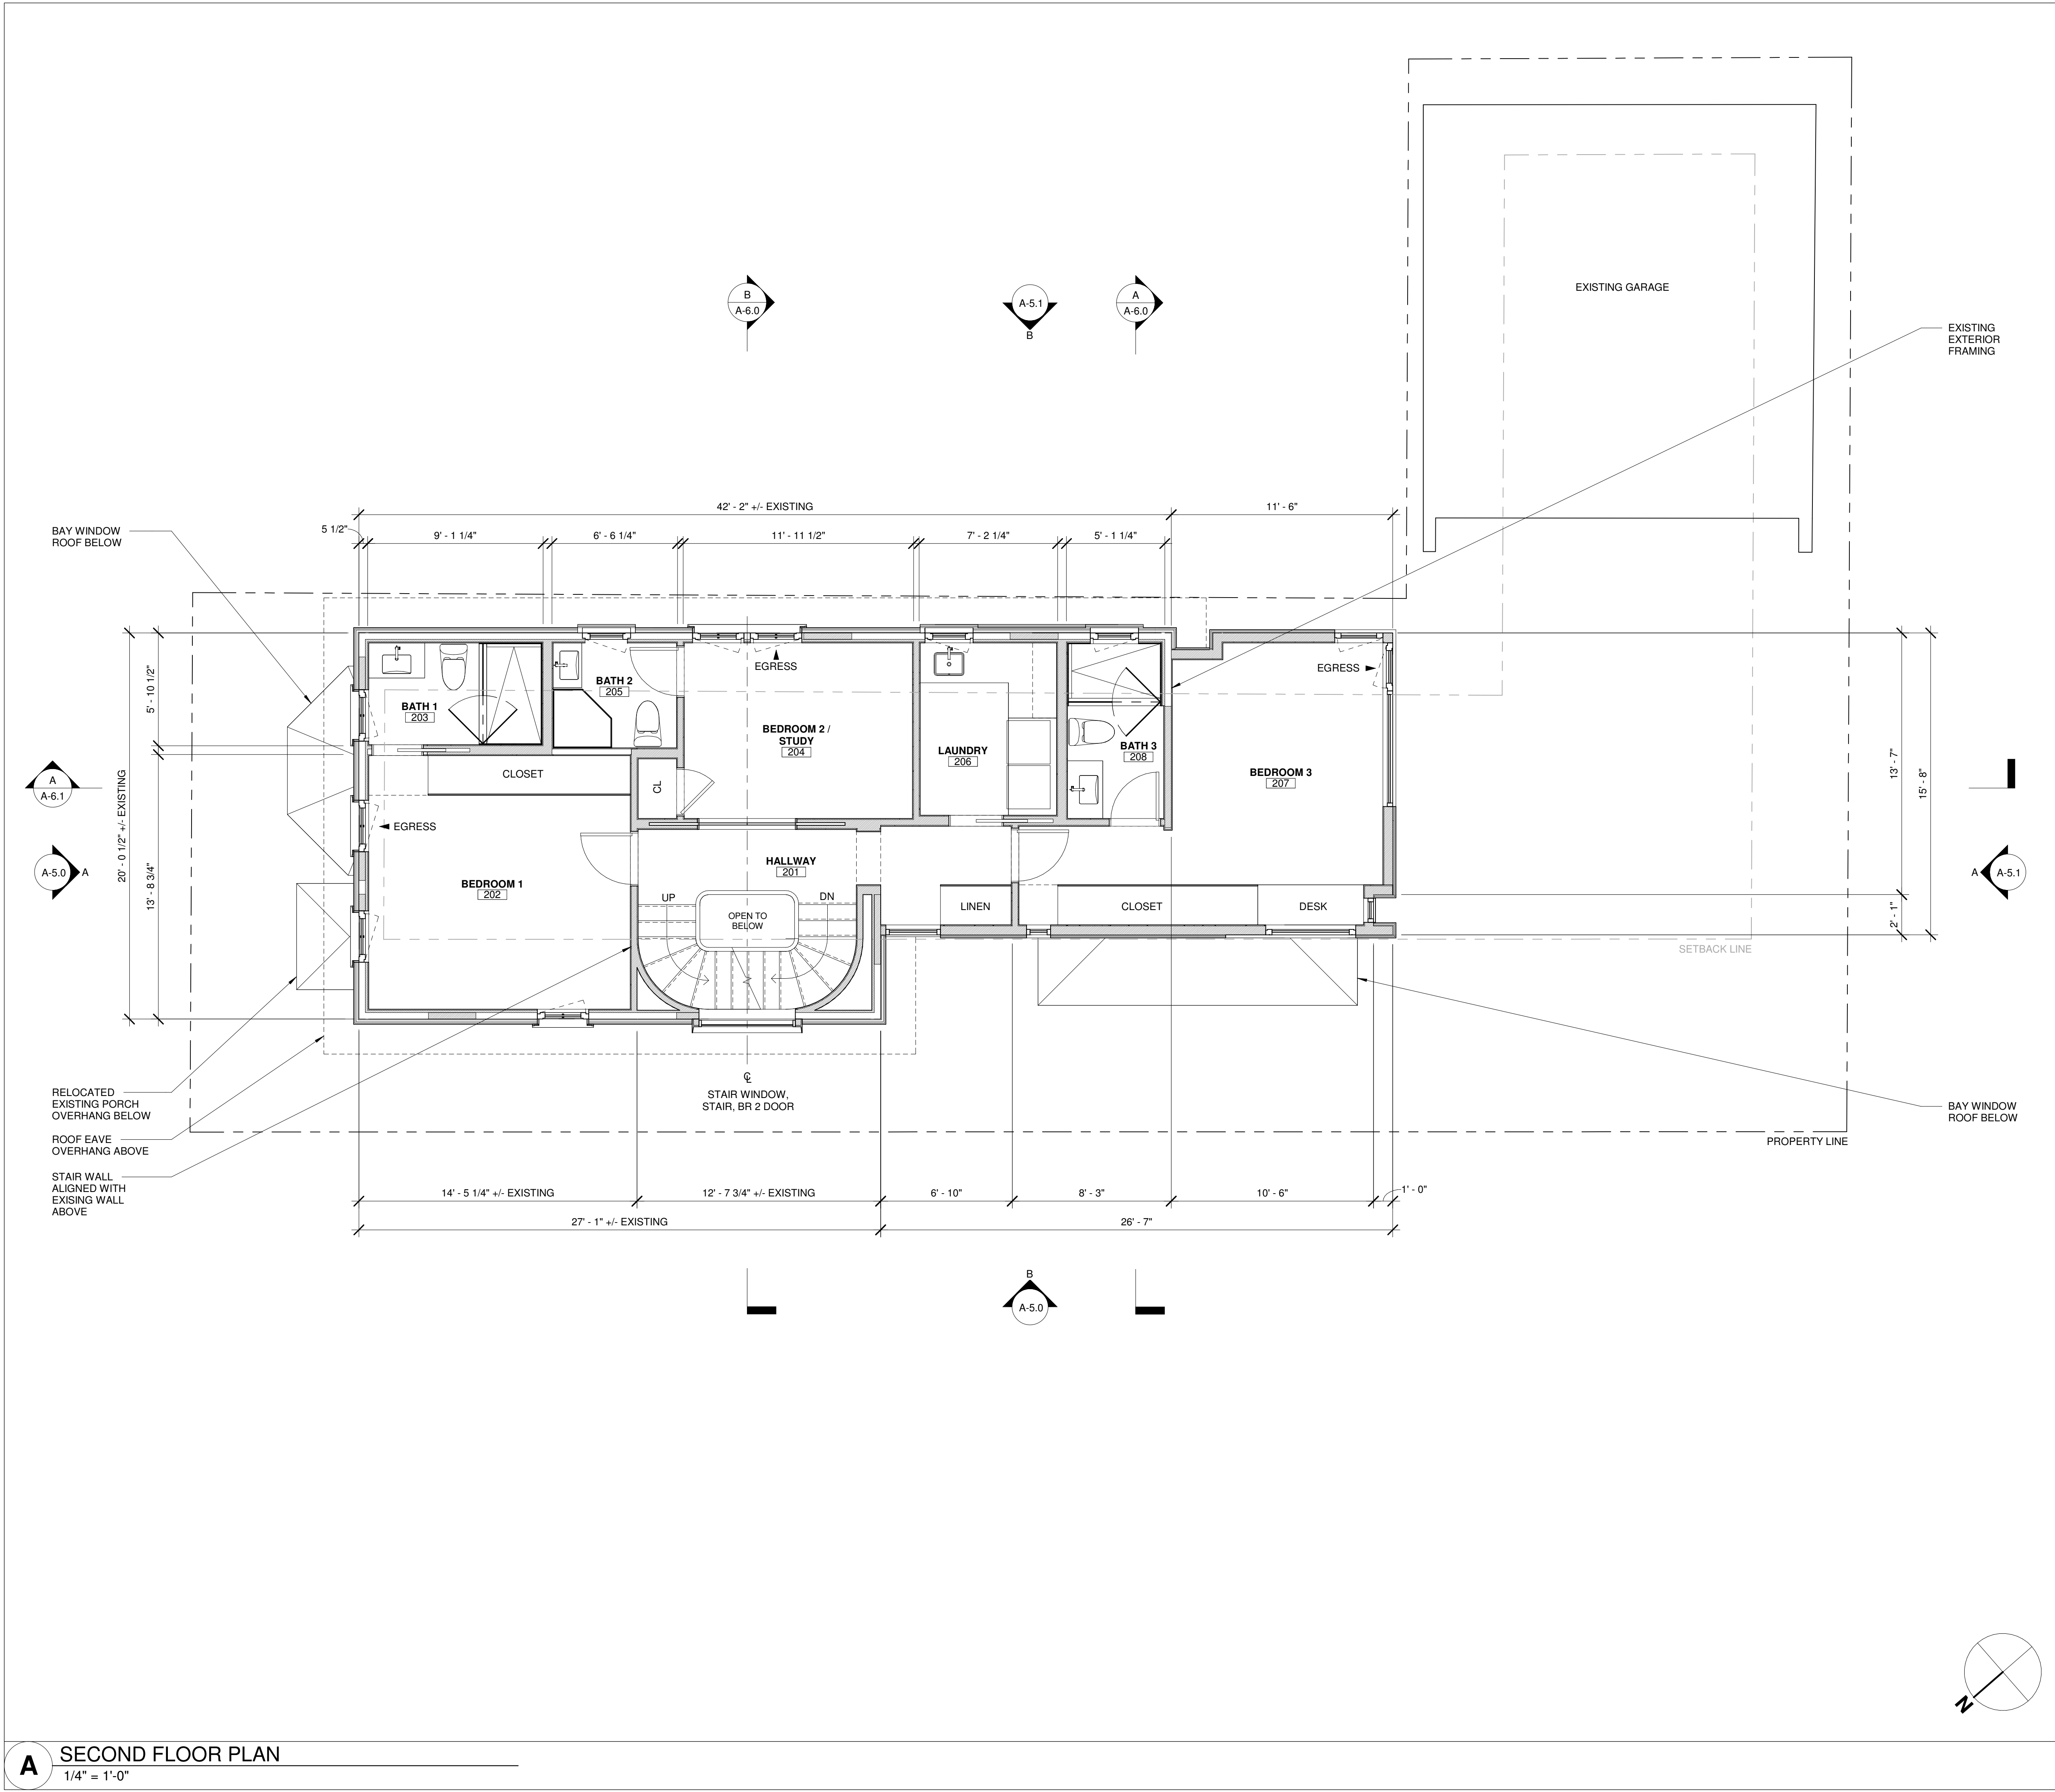 EXISTING GARAGE
B
A-6.0
A-5.1
B
A
A-6.0
EXISTING
EXTERIOR
FRAMING
42' - 2" +/- EXISTING
11' - 6"
BAY WINDOW
ROOF BELOW
5 1/2"
9' - 1 1/4"
6' - 6 1/4"
11' - 11 1/2"
7' - 2 1/4"
5' - 1 1/4"
EGRESS
EGRESS
BATH 2
205
5' - 10 1/2"
BATH 1
203
BEDROOM 2 /
STUDY
204
LAUNDRY
206
BATH 3
208
BEDROOM 3
207
13' - 7"
15' - 8"
A
A-6.1
CLOSET
CL
20' - 0 1/2" +/- EXISTING
EGRESS
A-5.0
A
13' - 8 3/4"
HALLWAY
201
A
A-5.1
BEDROOM 1
202
UP
DN
OPEN TO
BELOW
LINEN
CLOSET
DESK
2' - 1"
SETBACK LINE
RELOCATED
EXISTING PORCH
OVERHANG BELOW
℄
STAIR WINDOW,
STAIR, BR 2 DOOR
BAY WINDOW
ROOF BELOW
ROOF EAVE
OVERHANG ABOVE
PROPERTY LINE
STAIR WALL
ALIGNED WITH
EXISING WALL
ABOVE
14' - 5 1/4" +/- EXISTING
12' - 7 3/4" +/- EXISTING
6' - 10"
8' - 3"
10' - 6"
1' - 0"
27' - 1" +/- EXISTING
26' - 7"
B
A-5.0
N
A
SECOND FLOOR PLAN
1/4" = 1'-0"